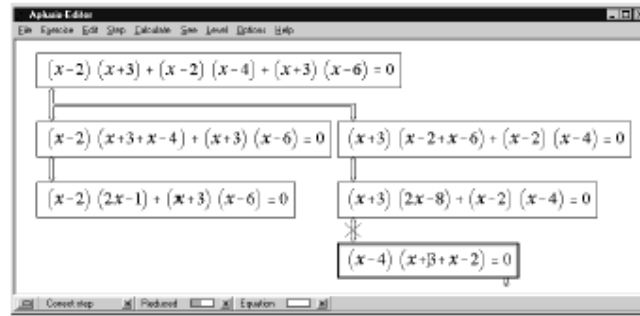 Aplusix Editor
File Exercise Edit Step Calculate See Level Options Help
(x−2) (x+3) + (x−2) (x−4) + (x+3) (x−6) = 0
(x−2) (x+3+x−4) + (x+3) (x−6) = 0
(x+3) (x−2+x−6) + (x−2) (x−4) = 0
(x−2) (2x−1) + (x+3) (x−6) = 0
(x+3) (2x−8) + (x−2) (x−4) = 0
(x−4) (x+3+x−2) = 0
Correct step Reduced Equation